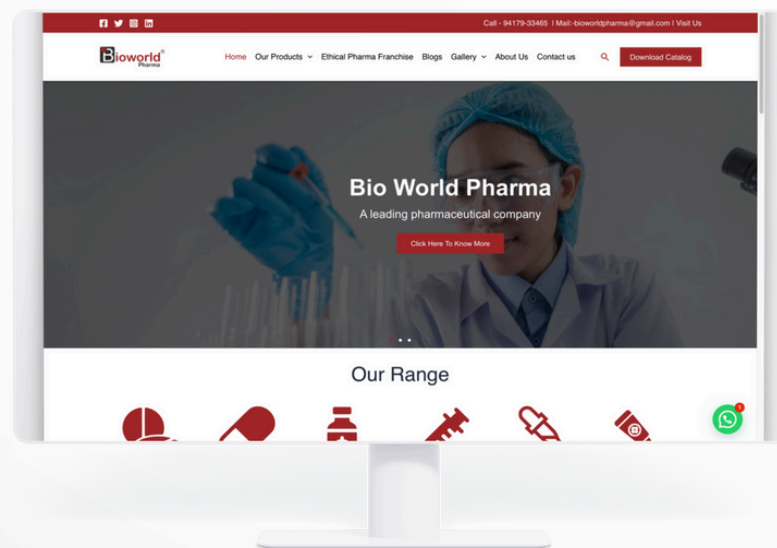 Call - 94179-33465 I Mail:-bioworldpharma@gmail.com I Visit Us
Bioworld®
Pharma
Home Our Products Ethical Pharma Franchise Blogs Gallery About Us Contact us Download Catalog
Bio World Pharma
A leading pharmaceutical company
Click Here To Know More
Our Range
1